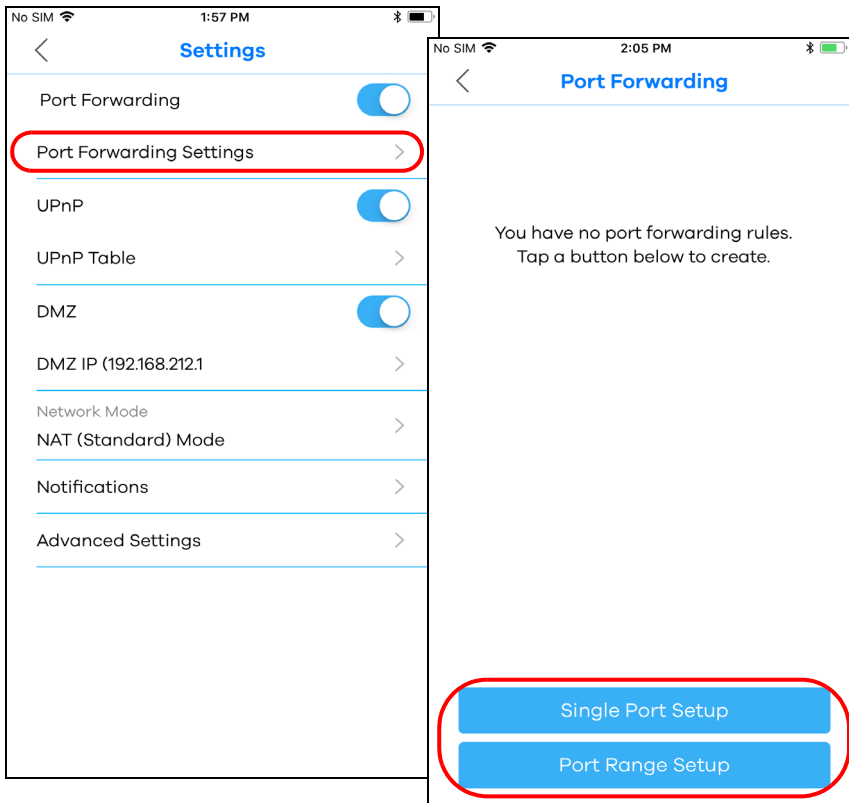 No SIM 1:57 PM
Settings
Port Forwarding
Port Forwarding Settings
UPnP
UPnP Table
DMZ
DMZ IP (192.168.212.1
Network Mode
NAT (Standard) Mode
Notifications
Advanced Settings
No SIM 2:05 PM
Port Forwarding
You have no port forwarding rules.
Tap a button below to create.
Single Port Setup
Port Range Setup